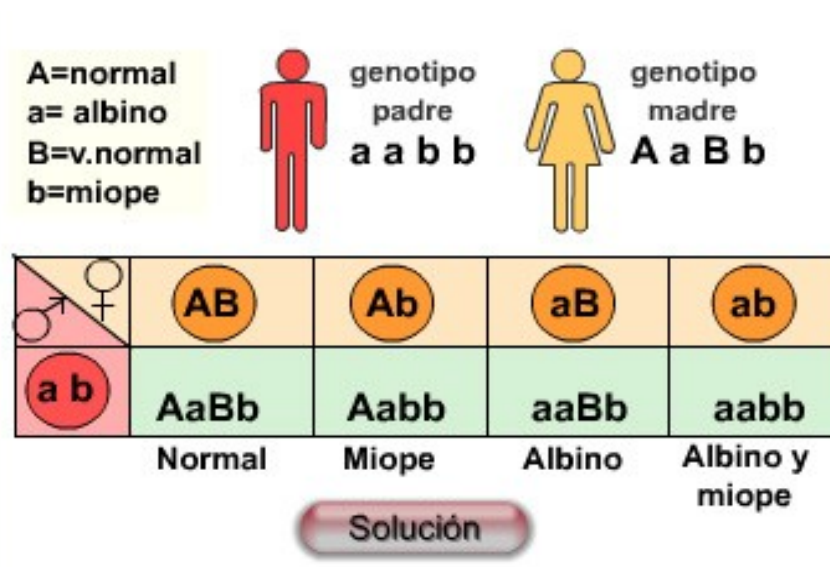 A=normal
a= albino
B=v.normal
b=miope
genotipo
padre
a a b b
genotipo
madre
A a B b
AB
Ab
aB
ab
a b
AaBb
Aabb
aaBb
aabb
Normal
Miope
Albino
Albino y
miope
Solución